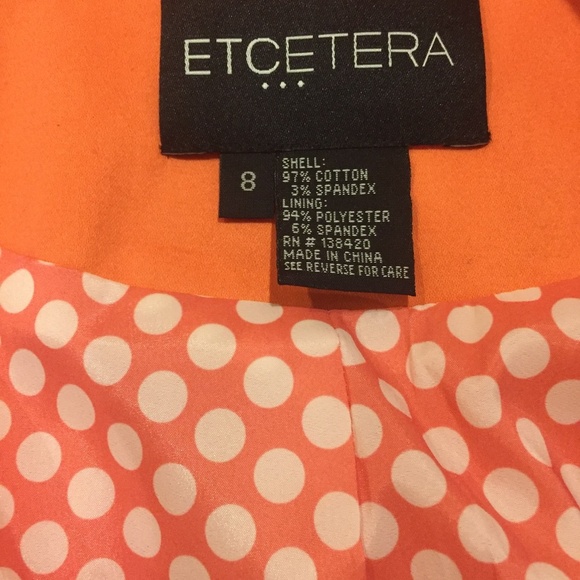 ETCETERA
8
SHELL:
97% COTTON
3% SPANDEX
LINING:
94% POLYESTER
6% SPANDEX
RN # 138420
MADE IN CHINA
SEE REVERSE FOR CARE